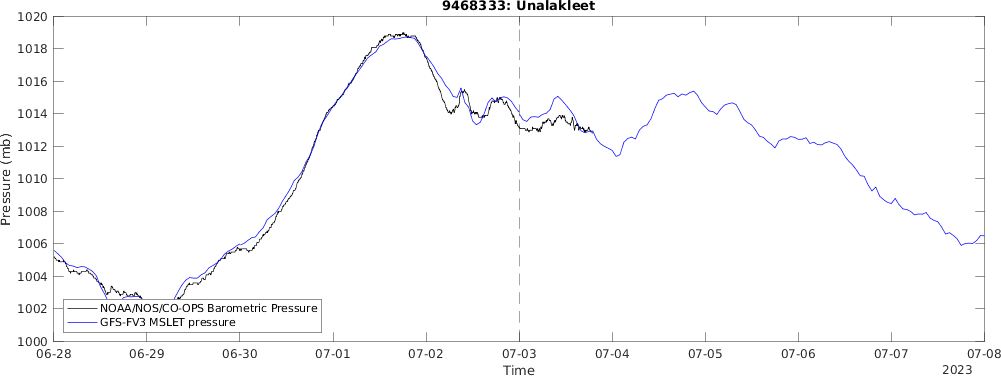 9468333: Unalakleet
Pressure (mb)
1020
1018
1016
1014
1012
1010
1008
1006
1004
1002
1000
NOAA/NOS/CO-OPS Barometric Pressure
GFS-FV3 MSLET pressure
06-28 06-29 06-30 07-01 07-02 07-03 07-04 07-05 07-06 07-07 07-08
Time
2023